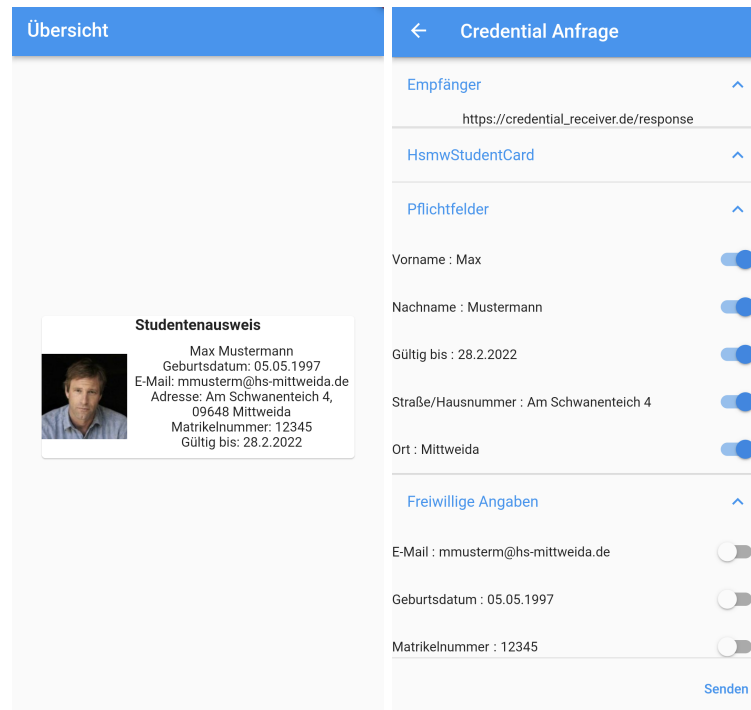 Übersicht
Studentenausweis
Max Mustermann
Geburtsdatum: 05.05.1997
E-Mail: mmusterm@hs-mittweida.de
Adresse: Am Schwanenteich 4,
09648 Mittweida
Matrikelnummer: 12345
Gültig bis: 28.2.2022
Credential Anfrage
Empfänger
https://credential_receiver.de/response
HsmwStudentCard
Pflichtfelder
Vorname : Max
Nachname : Mustermann
Gültig bis : 28.2.2022
Straße/Hausnummer : Am Schwanenteich 4
Ort : Mittweida
Freiwillige Angaben
E-Mail : mmusterm@hs-mittweida.de
Geburtsdatum : 05.05.1997
Matrikelnummer : 12345
Senden